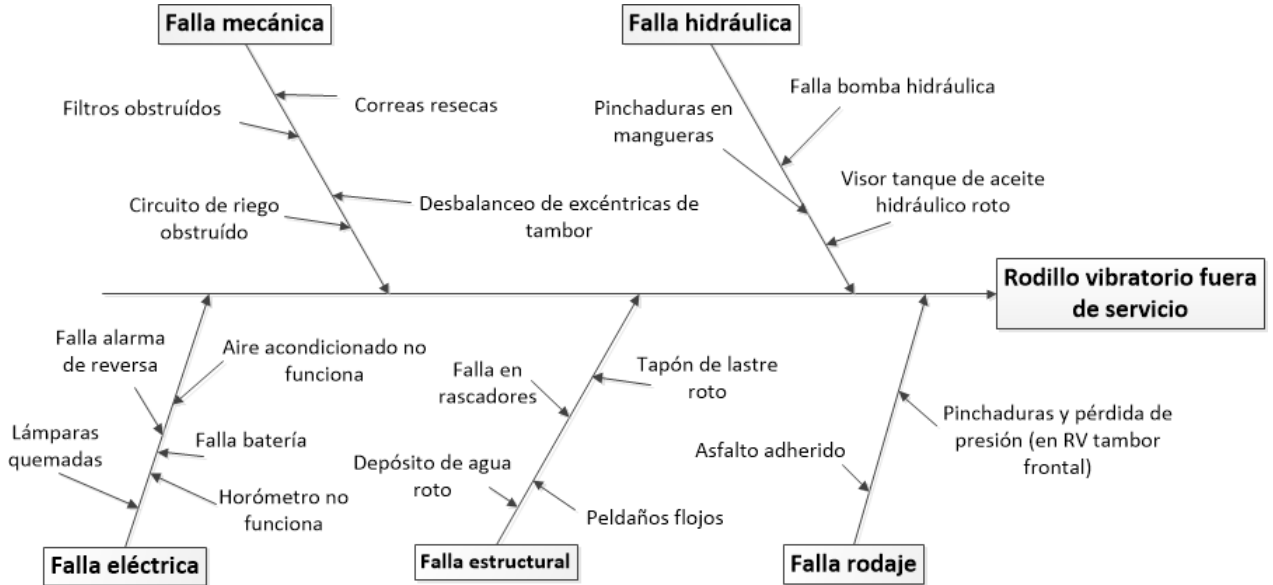 Falla mecánica
Falla hidráulica
Correas resecas
Filtros obstruídos
Desbalanceo de excéntricas de
tambor
Circuito de riego
obstruído
Falla bomba hidráulica
Pinchaduras en
mangueras
Visor tanque de aceite
hidráulico roto
Rodillo vibratorio fuera
de servicio
Falla alarma
de reversa
Aire acondicionado no
funciona
Lámparas
quemadas
Falla batería
Horómetro no
funciona
Falla en
rascadores
Tapón de lastre
roto
Depósito de agua
roto
Peldaños flojos
Asfalto adherido
Pinchaduras y pérdida de
presión (en RV tambor
frontal)
Falla eléctrica
Falla estructural
Falla rodaje